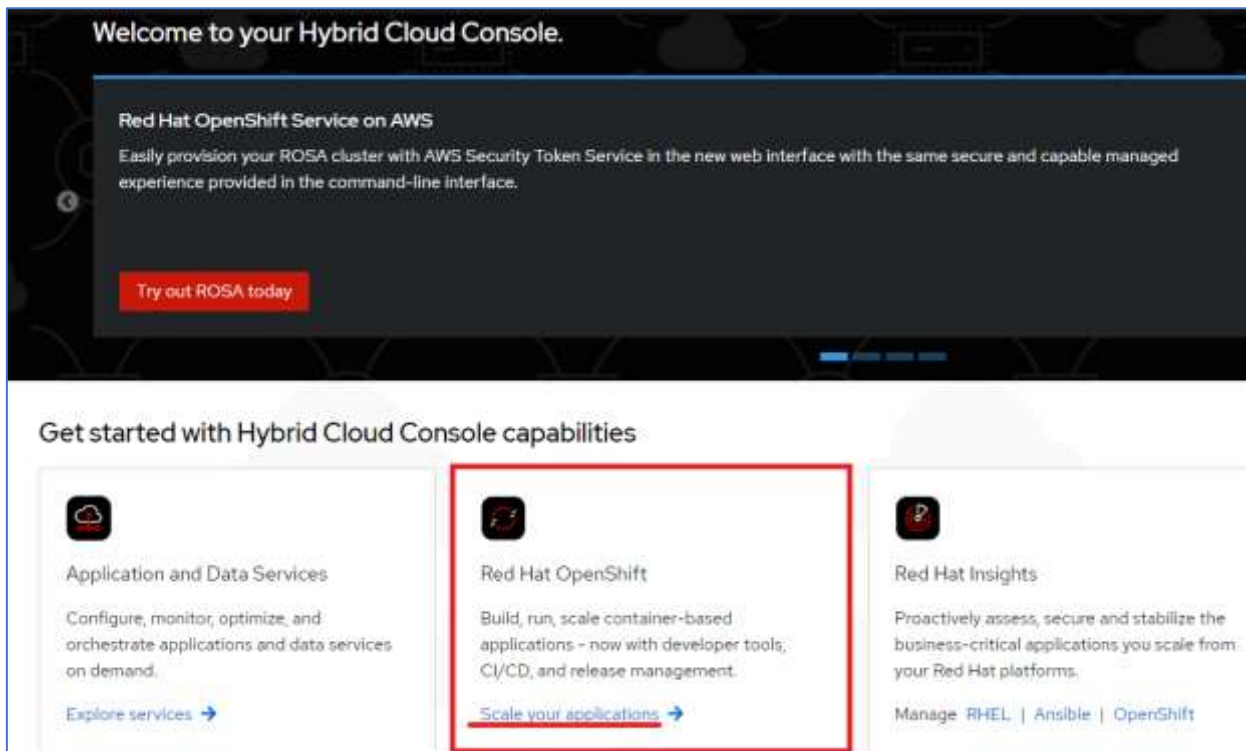 Welcome to your Hybrid Cloud Console.
Red Hat OpenShift Service on AWS
Easily provision your ROSA cluster with AWS Security Token Service in the new web interface with the same secure and capable managed
experience provided in the command-line interface.
Try out ROSA today
Get started with Hybrid Cloud Console capabilities
Application and Data Services
Configure, monitor, optimize, and
orchestrate applications and data services
on demand.
Explore services →
Red Hat OpenShift
Build, run, scale container-based
applications - now with developer tools,
CI/CD, and release management.
Scale your applications →
Red Hat Insights
Proactively assess, secure and stabilize the
business-critical applications you scale from
your Red Hat platforms.
Manage RHEL | Ansible | OpenShift